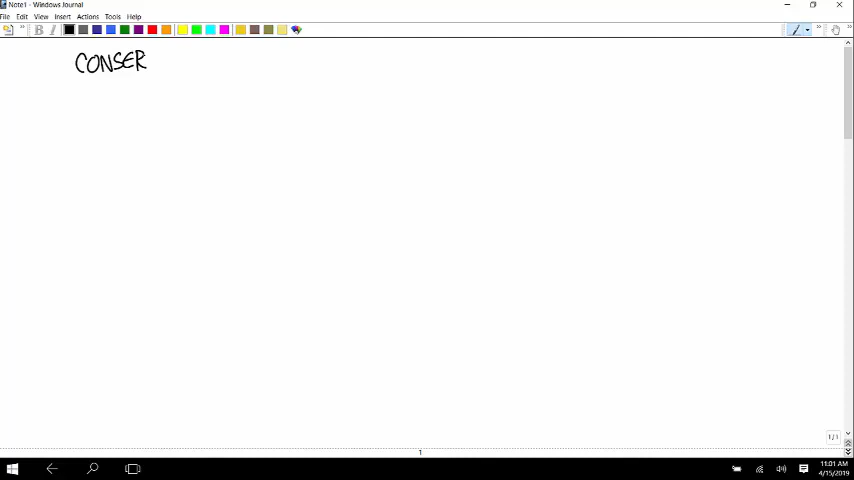 Note1 - Windows Journal
File Edit View Insert Actions Tools Help
B I
CONSER
1/1
1
11:01 AM
4/15/2019